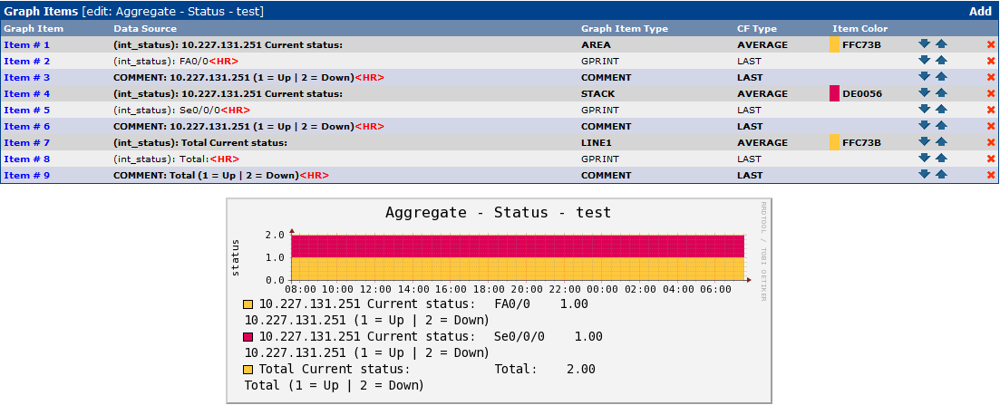 Graph Items [edit: Aggregate - Status - test] Add
Graph Item Data Source Graph Item Type CF Type Item Color
Item # 1 (int_status): 10.227.131.251 Current status: AREA AVERAGE FFC73B
Item # 2 (int_status): FA0/0<HR> GPRINT LAST
Item # 3 COMMENT: 10.227.131.251 (1 = Up | 2 = Down)<HR> COMMENT LAST
Item # 4 (int_status): 10.227.131.251 Current status: STACK AVERAGE DE0056
Item # 5 (int_status): Se0/0/0<HR> GPRINT LAST
Item # 6 COMMENT: 10.227.131.251 (1 = Up | 2 = Down)<HR> COMMENT LAST
Item # 7 (int_status): Total Current status: LINE1 AVERAGE FFC73B
Item # 8 (int_status): Total:<HR> GPRINT LAST
Item # 9 COMMENT: Total (1 = Up | 2 = Down)<HR> COMMENT LAST
Aggregate - Status - test
RRDTOOL / TOBI OETIKER
status
2.0
1.0
0.0
08:00 10:00 12:00 14:00 16:00 18:00 20:00 22:00 00:00 02:00 04:00 06:00
10.227.131.251 Current status: FA0/0 1.00
10.227.131.251 (1 = Up | 2 = Down)
10.227.131.251 Current status: Se0/0/0 1.00
10.227.131.251 (1 = Up | 2 = Down)
Total Current status: Total: 2.00
Total (1 = Up | 2 = Down)